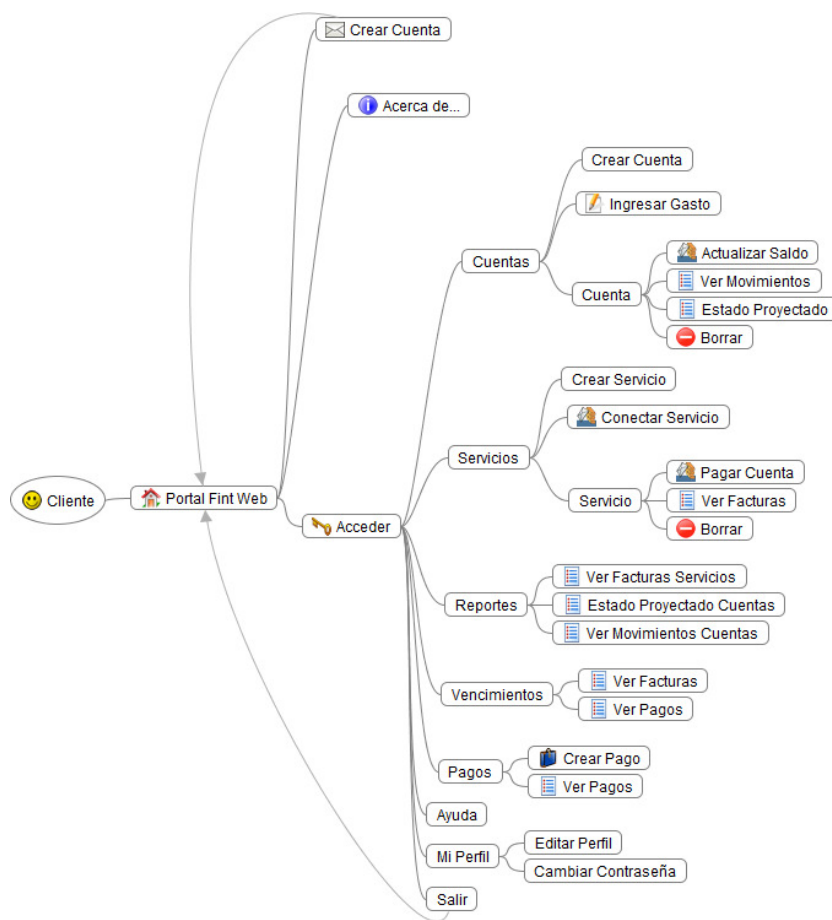 Crear Cuenta
Acerca de...
Crear Cuenta
Ingresar Gasto
Cuentas
Actualizar Saldo
Ver Movimientos
Cuenta
Estado Proyectado
Borrar
Crear Servicio
Conectar Servicio
Servicios
Pagar Cuenta
Servicio
Ver Facturas
Borrar
Cliente
Portal Fint Web
Acceder
Ver Facturas Servicios
Reportes
Estado Proyectado Cuentas
Ver Movimientos Cuentas
Ver Facturas
Vencimientos
Ver Pagos
Crear Pago
Pagos
Ver Pagos
Ayuda
Editar Perfil
Mi Perfil
Cambiar Contraseña
Salir